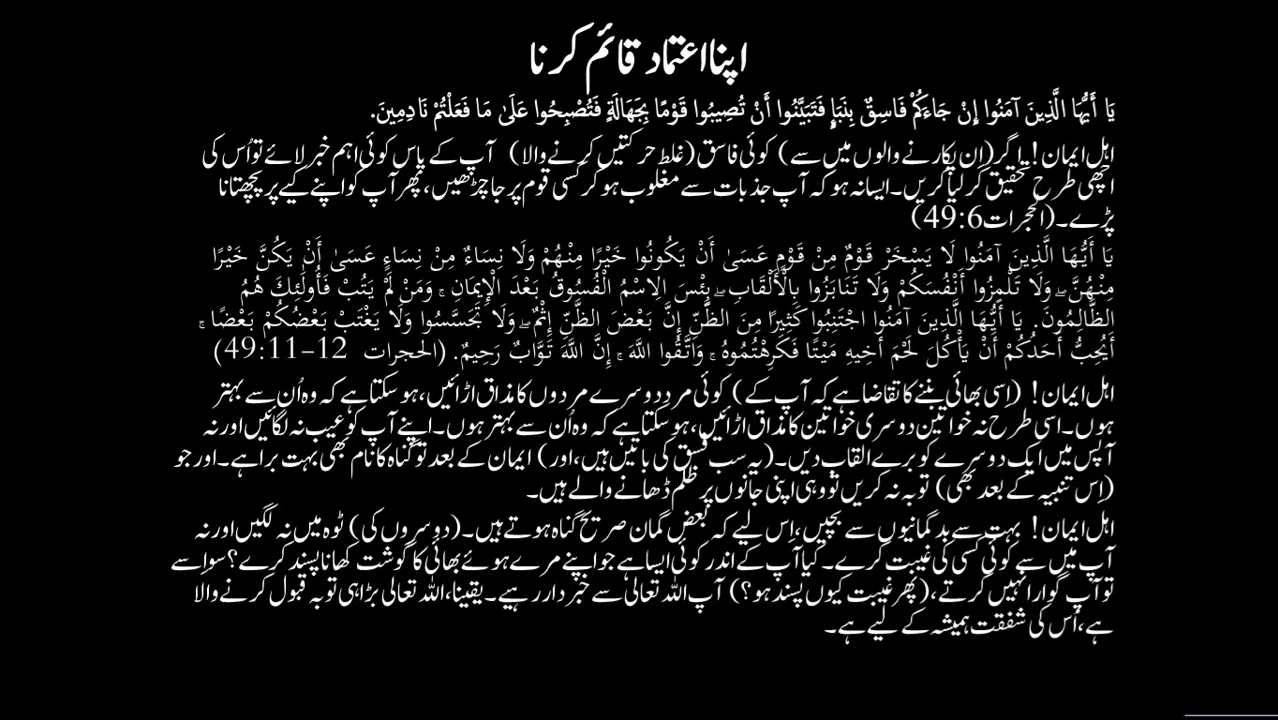 اپنا اعتماد قائم کرنا
يَا أَيُّهَا الَّذِينَ آمَنُوا إِنْ جَاءَكُمْ فَاسِقٌ بِنَبَإٍ فَتَبَيَّنُوا أَنْ تُصِيبُوا قَوْمًا بِجَهَالَةٍ فَتُصْبِحُوا عَلَىٰ مَا فَعَلْتُمْ نَادِمِينَ.
اہل ایمان! اگر (اِن پکارنے والوں میں سے) کوئی فاسق (غلط حرکتیں کرنے والا) آپ کے پاس کوئی اہم خبر لائے تو اُس کی
اچھی طرح تحقیق کر لیا کریں۔ ایسا نہ ہو کہ آپ جذبات سے مغلوب ہو کر کسی قوم پر جا چڑھیں، پھر آپ کو اپنے کیے پر پچھتانا
پڑے۔ (الحجرات 49:6)
يَا أَيُّهَا الَّذِينَ آمَنُوا لَا يَسْخَرْ قَوْمٌ مِنْ قَوْمٍ عَسَىٰ أَنْ يَكُونُوا خَيْرًا مِنْهُمْ وَلَا نِسَاءٌ مِنْ نِسَاءٍ عَسَىٰ أَنْ يَكُنَّ خَيْرًا
مِنْهُنَّ ۖ وَلَا تَلْمِزُوا أَنْفُسَكُمْ وَلَا تَنَابَزُوا بِالْأَلْقَابِ ۖ بِئْسَ الِاسْمُ الْفُسُوقُ بَعْدَ الْإِيمَانِ ۚ وَمَنْ لَمْ يَتُبْ فَأُولَٰئِكَ هُمُ
الظَّالِمُونَ. يَا أَيُّهَا الَّذِينَ آمَنُوا اجْتَنِبُوا كَثِيرًا مِنَ الظَّنِّ إِنَّ بَعْضَ الظَّنِّ إِثْمٌ ۖ وَلَا تَجَسَّسُوا وَلَا يَغْتَبْ بَعْضُكُمْ بَعْضًا ۚ
أَيُحِبُّ أَحَدُكُمْ أَنْ يَأْكُلَ لَحْمَ أَخِيهِ مَيْتًا فَكَرِهْتُمُوهُ ۚ وَاتَّقُوا اللَّهَ ۚ إِنَّ اللَّهَ تَوَّابٌ رَحِيمٌ. (الحجرات 12-49:11)
اہل ایمان! (اِسی بھائی بننے کا تقاضا ہے کہ آپ کے) کوئی مرد دوسرے مردوں کا مذاق اڑائیں، ہو سکتا ہے کہ وہ اُن سے بہتر
ہوں۔ اسی طرح نہ خواتین دوسری خواتین کا مذاق اڑائیں، ہو سکتا ہے کہ وہ اُن سے بہتر ہوں۔ اپنے آپ کو عیب نہ لگائیں اور نہ
آپس میں ایک دوسرے کو برے القاب دیں۔ (یہ سب فسق کی باتیں ہیں، اور) ایمان کے بعد تو گناہ کا نام بھی بہت برا ہے۔ اور جو
(اِس تنبیہ کے بعد بھی) توبہ نہ کریں تو وہی اپنی جانوں پر ظلم ڈھانے والے ہیں۔
اہل ایمان! بہت سے بد گمانیوں سے بچیں، اِس لیے کہ بعض گمان صریح گناہ ہوتے ہیں۔ (دوسروں کی) ٹوہ میں نہ لگیں اور نہ
آپ میں سے کوئی کسی کی غیبت کرے۔ کیا آپ کے اندر کوئی ایسا ہے جو اپنے مرے ہوئے بھائی کا گوشت کھانا پسند کرے؟ سو اسے
تو آپ گوارا نہیں کرتے، (پھر غیبت کیوں پسند ہو؟) آپ اللہ تعالی سے خبردار رہیے۔ یقینا، اللہ تعالی بڑا ہی توبہ قبول کرنے والا
ہے، اُس کی شفقت ہمیشہ کے لیے ہے۔